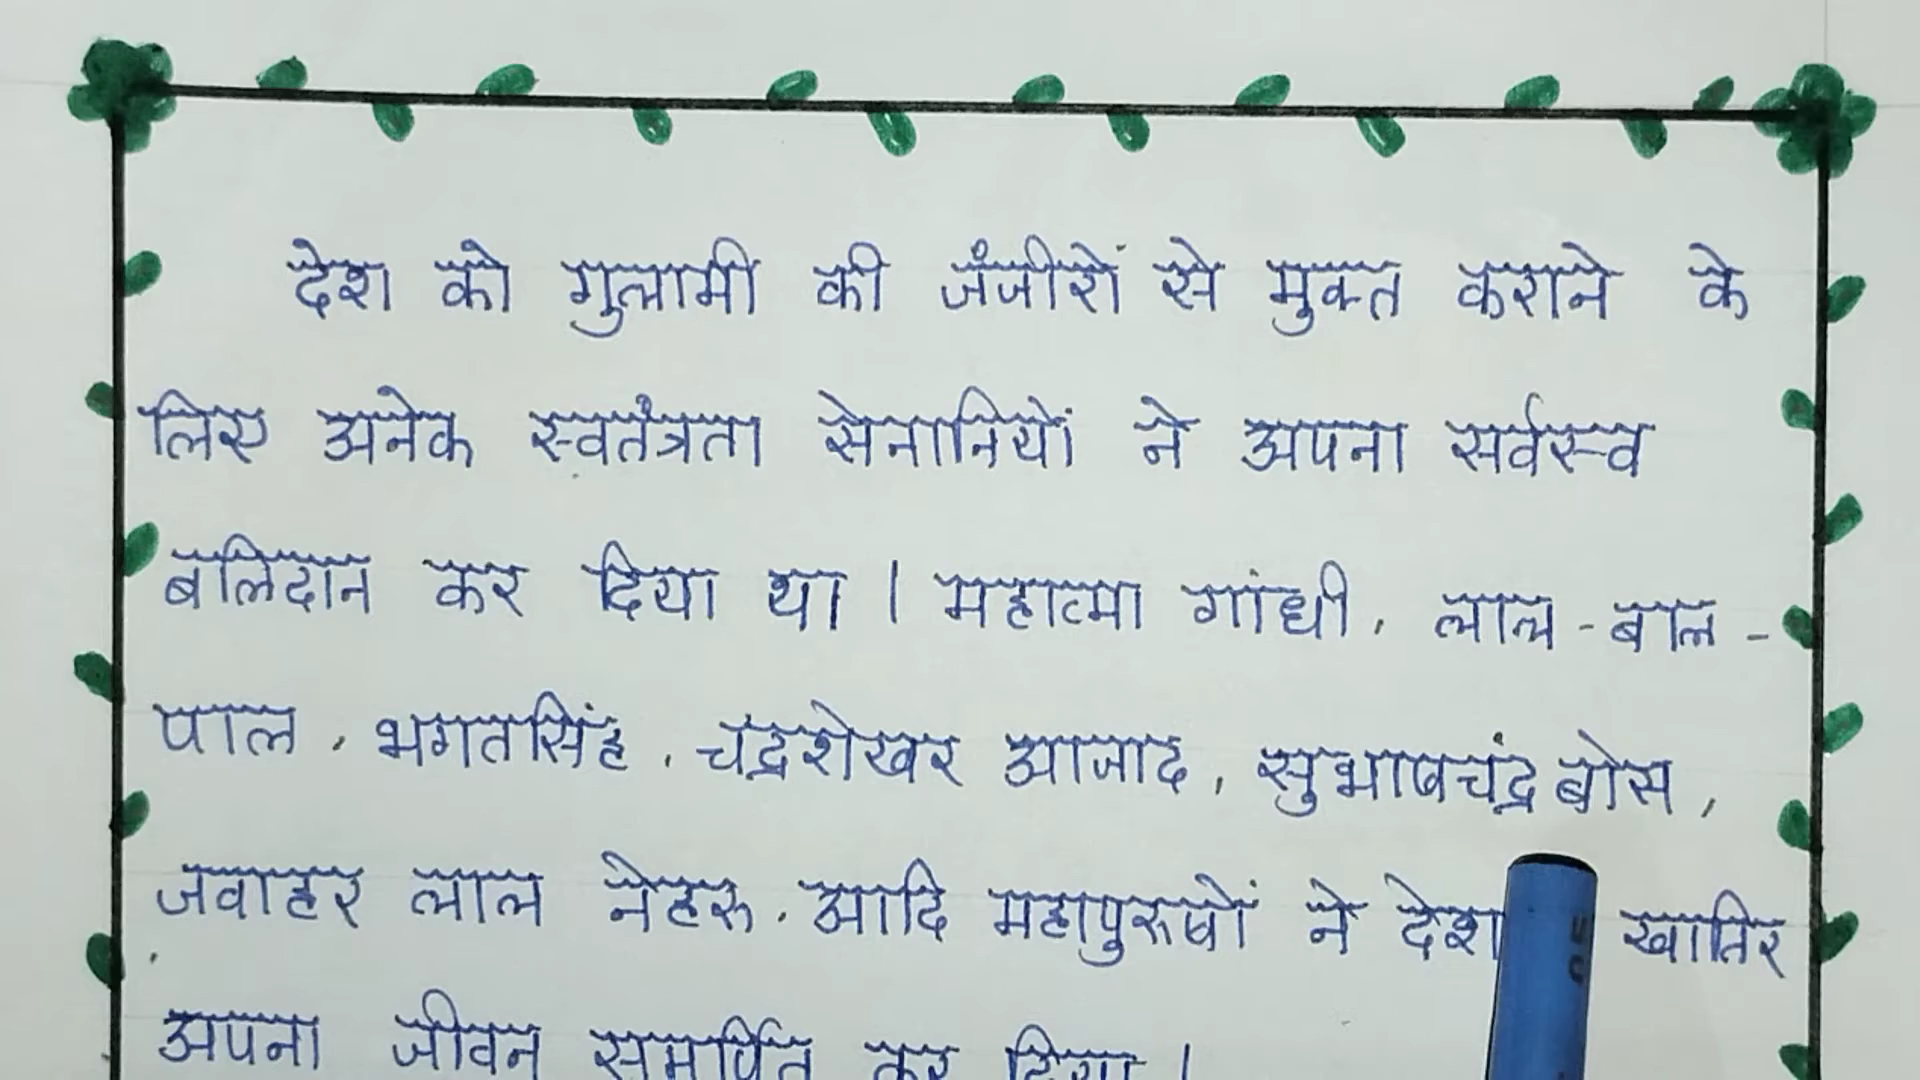 देश को गुलामी की जंजीरों से मुक्त कराने के
लिए अनेक स्वतंत्रता सेनानियों ने अपना सर्वस्व
बलिदान कर दिया था । महात्मा गांधी, लाल-बाल-
पाल, भगतसिंह, चंद्रशेखर आजाद, सुभाषचंद्र बोस,
जवाहर लाल नेहरू, आदि महापुरुषों ने देश खातिर
अपना जीवन समर्पित कर दिया ।